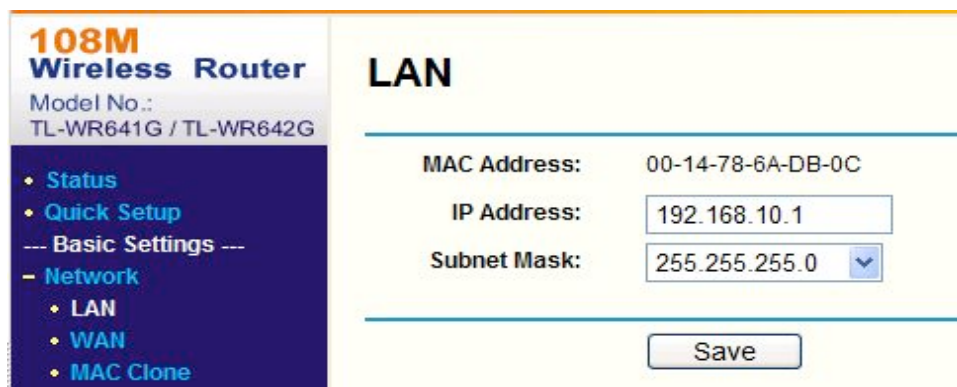 108M
Wireless Router
Model No.:
TL-WR641G / TL-WR642G
• Status
• Quick Setup
--- Basic Settings ---
– Network
• LAN
• WAN
• MAC Clone
LAN
MAC Address: 00-14-78-6A-DB-0C
IP Address: 192.168.10.1
Subnet Mask: 255.255.255.0
Save